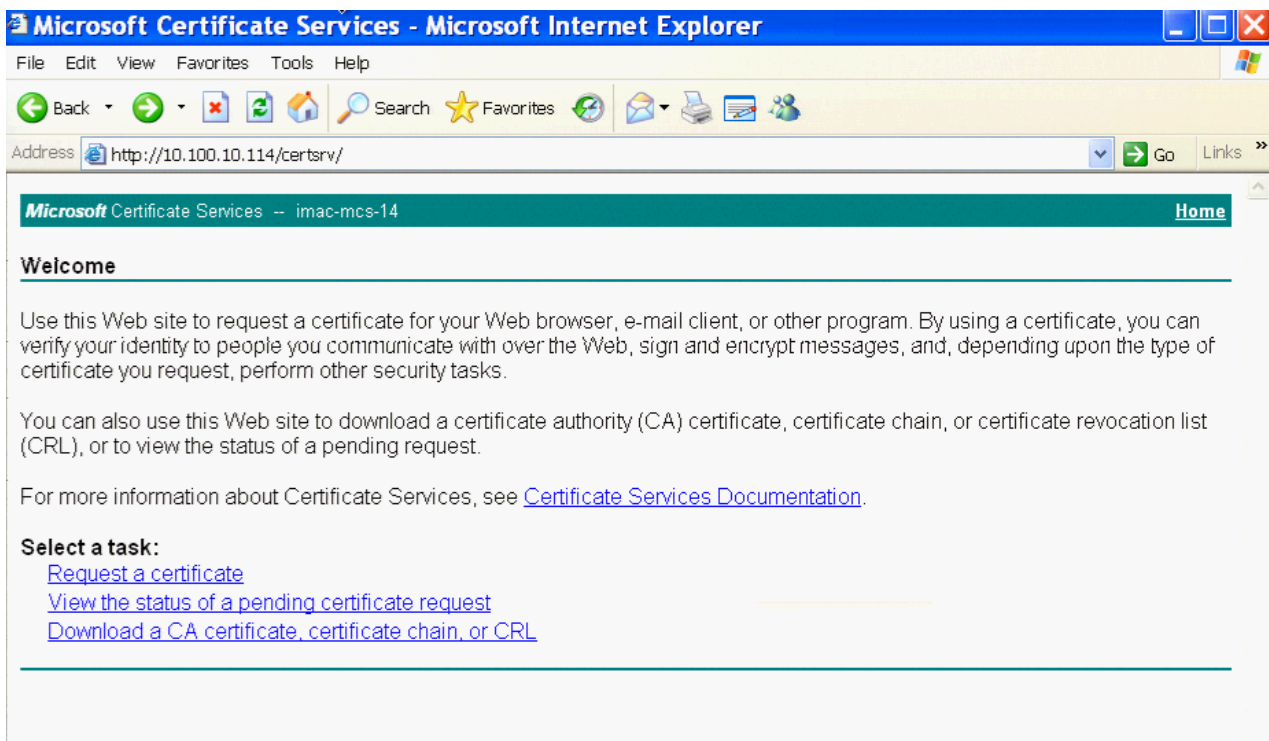 Microsoft Certificate Services - Microsoft Internet Explorer
File Edit View Favorites Tools Help
Back Search Favorites
Address http://10.100.10.114/certsrv/ Go Links »
Microsoft Certificate Services -- imac-mcs-14 Home
Welcome
Use this Web site to request a certificate for your Web browser, e-mail client, or other program. By using a certificate, you can
verify your identity to people you communicate with over the Web, sign and encrypt messages, and, depending upon the type of
certificate you request, perform other security tasks.
You can also use this Web site to download a certificate authority (CA) certificate, certificate chain, or certificate revocation list
(CRL), or to view the status of a pending request.
For more information about Certificate Services, see Certificate Services Documentation.
Select a task:
Request a certificate
View the status of a pending certificate request
Download a CA certificate, certificate chain, or CRL